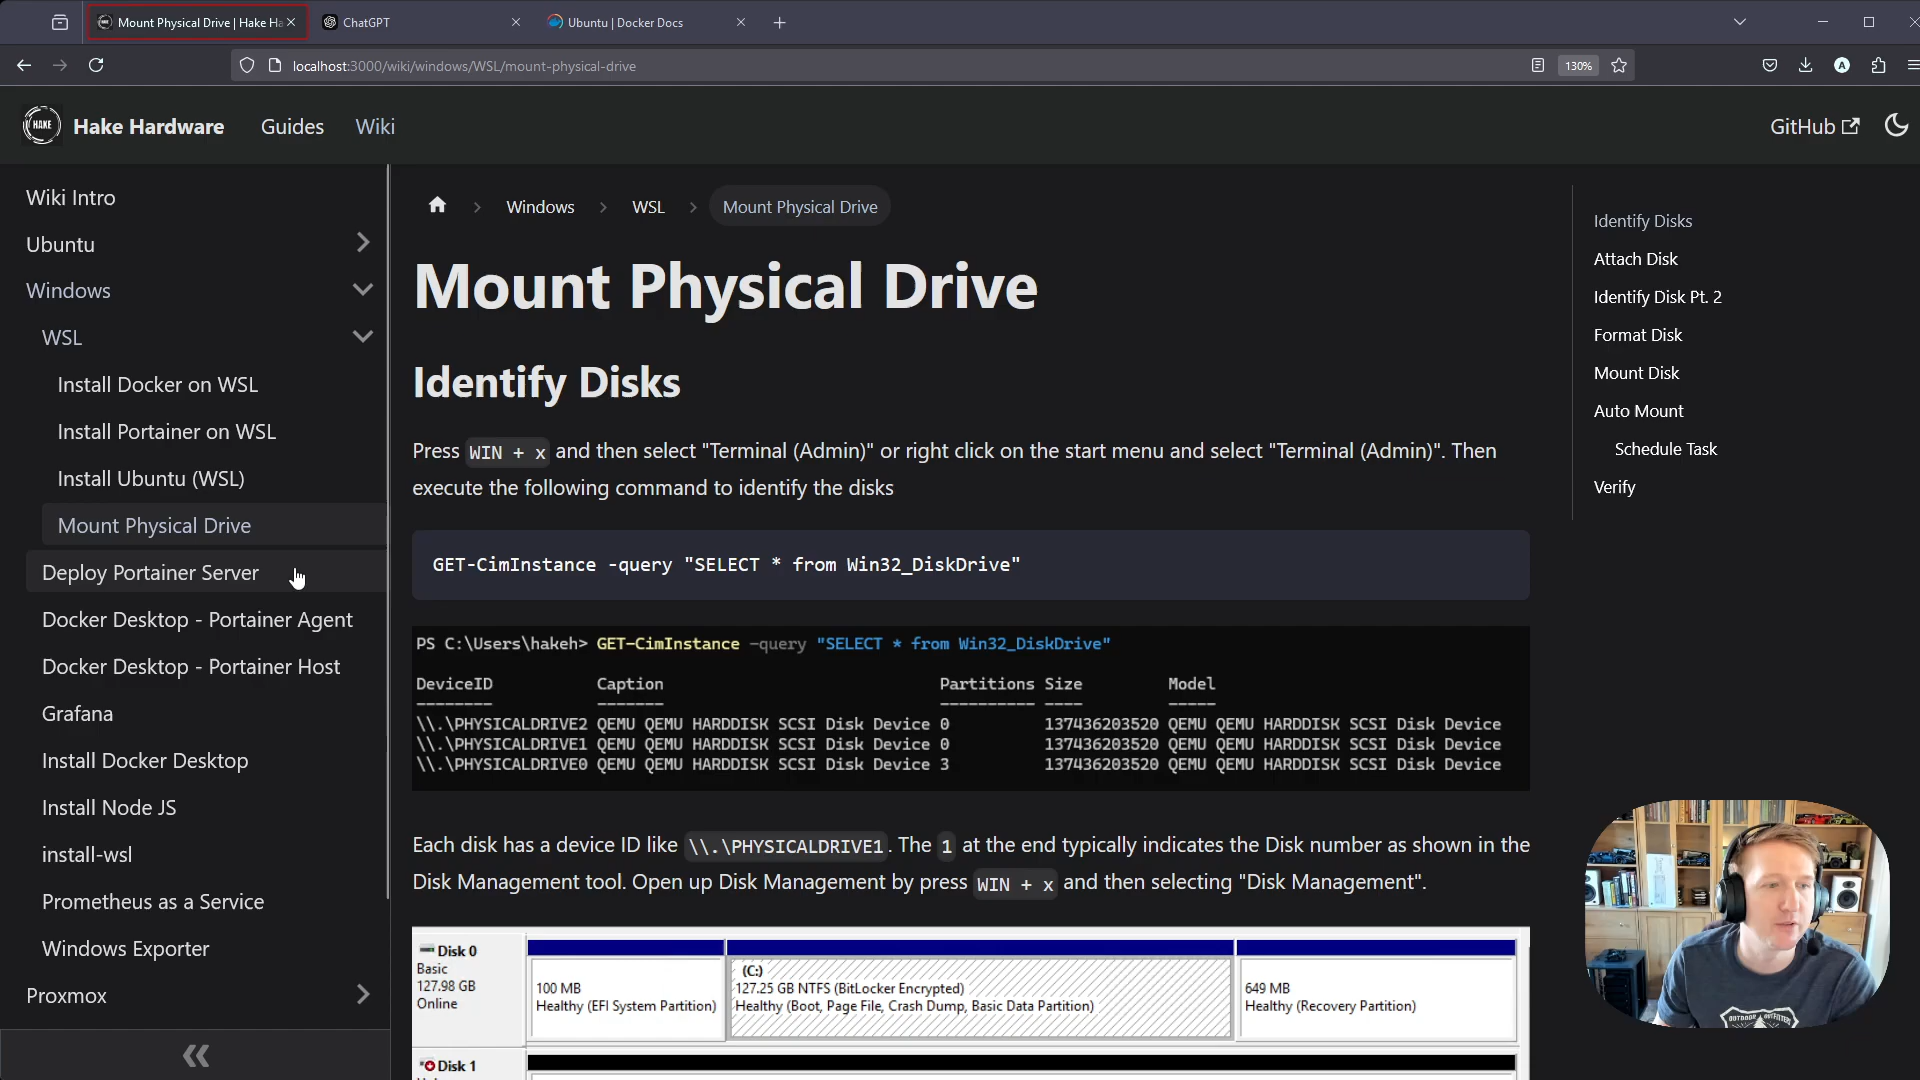 Mount Physical Drive | Hake Ha
ChatGPT
Ubuntu | Docker Docs
localhost:3000/wiki/windows/WSL/mount-physical-drive
130%
A
HAKE
Hake Hardware
Guides
Wiki
GitHub
Wiki Intro
Ubuntu
Windows
WSL
Install Docker on WSL
Install Portainer on WSL
Install Ubuntu (WSL)
Mount Physical Drive
Deploy Portainer Server
Docker Desktop - Portainer Agent
Docker Desktop - Portainer Host
Grafana
Install Docker Desktop
Install Node JS
install-wsl
Prometheus as a Service
Windows Exporter
Proxmox
Windows
WSL
Mount Physical Drive
Mount Physical Drive
Identify Disks
Press WIN + x and then select "Terminal (Admin)" or right click on the start menu and select "Terminal (Admin)". Then
execute the following command to identify the disks
GET-CimInstance -query "SELECT * from Win32_DiskDrive"
PS C:\Users\hakeh> GET-CimInstance -query "SELECT * from Win32_DiskDrive"
DeviceID Caption Partitions Size Model
-------- ------- ---------- ---- -----
\\.\PHYSICALDRIVE2 QEMU QEMU HARDDISK SCSI Disk Device 0 137436203520 QEMU QEMU HARDDISK SCSI Disk Device
\\.\PHYSICALDRIVE1 QEMU QEMU HARDDISK SCSI Disk Device 0 137436203520 QEMU QEMU HARDDISK SCSI Disk Device
\\.\PHYSICALDRIVE0 QEMU QEMU HARDDISK SCSI Disk Device 3 137436203520 QEMU QEMU HARDDISK SCSI Disk Device
Each disk has a device ID like \\.\PHYSICALDRIVE1. The 1 at the end typically indicates the Disk number as shown in the
Disk Management tool. Open up Disk Management by press WIN + x and then selecting "Disk Management".
Disk 0
Basic
127.98 GB
Online
100 MB
Healthy (EFI System Partition)
(C:)
127.25 GB NTFS (BitLocker Encrypted)
Healthy (Boot, Page File, Crash Dump, Basic Data Partition)
649 MB
Healthy (Recovery Partition)
Disk 1
Identify Disks
Attach Disk
Identify Disk Pt. 2
Format Disk
Mount Disk
Auto Mount
Schedule Task
Verify